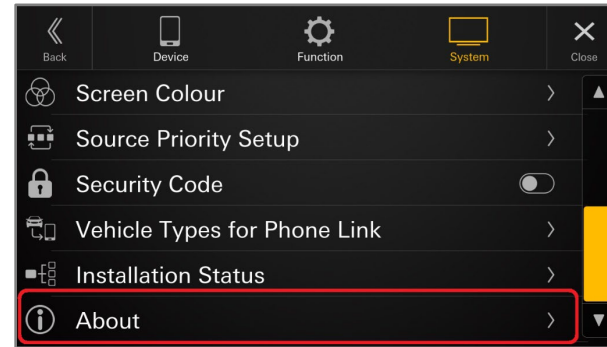 Back
Device
Function
System
Close
Screen Colour
Source Priority Setup
Security Code
Vehicle Types for Phone Link
Installation Status
About